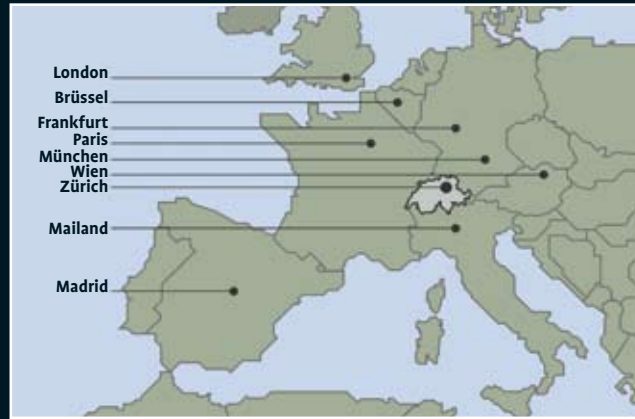 London
Brüssel
Frankfurt
Paris
München
Wien
Zürich
Mailand
Madrid